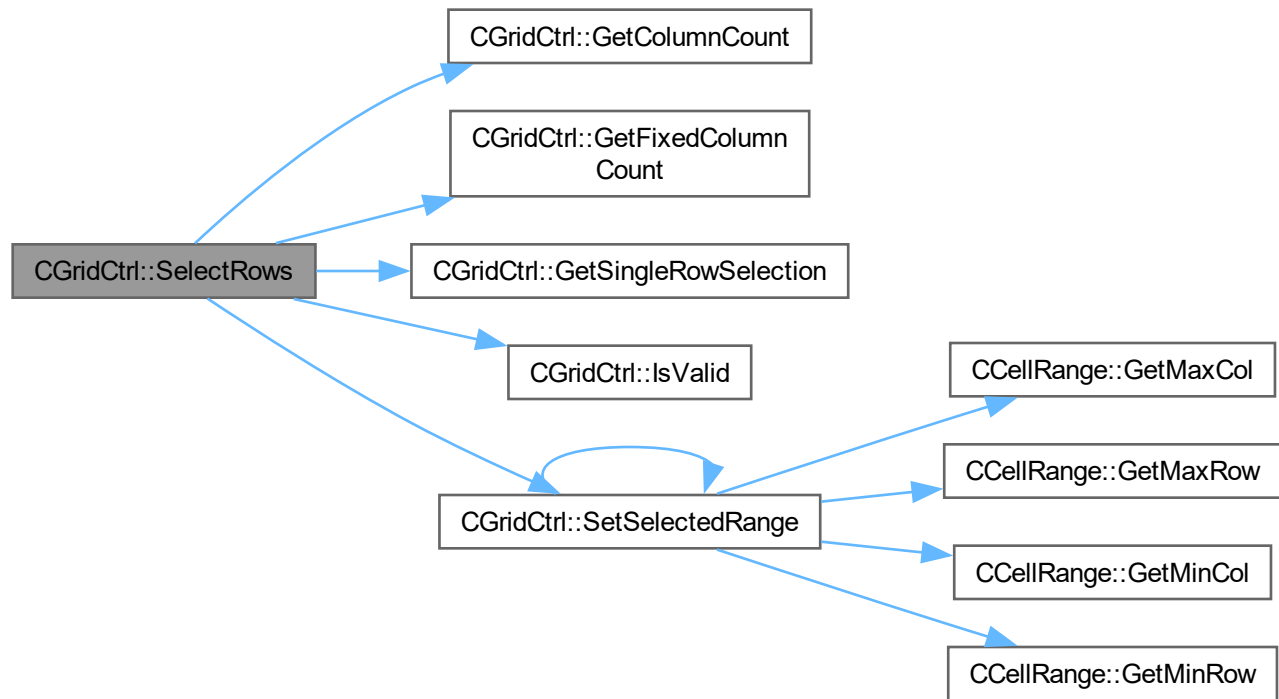 CGridCtrl::GetColumnCount
CGridCtrl::GetFixedColumn
Count
CGridCtrl::SelectRows
CGridCtrl::GetSingleRowSelection
CGridCtrl::IsValid
CCellRange::GetMaxCol
CCellRange::GetMaxRow
CGridCtrl::SetSelectedRange
CCellRange::GetMinCol
CCellRange::GetMinRow